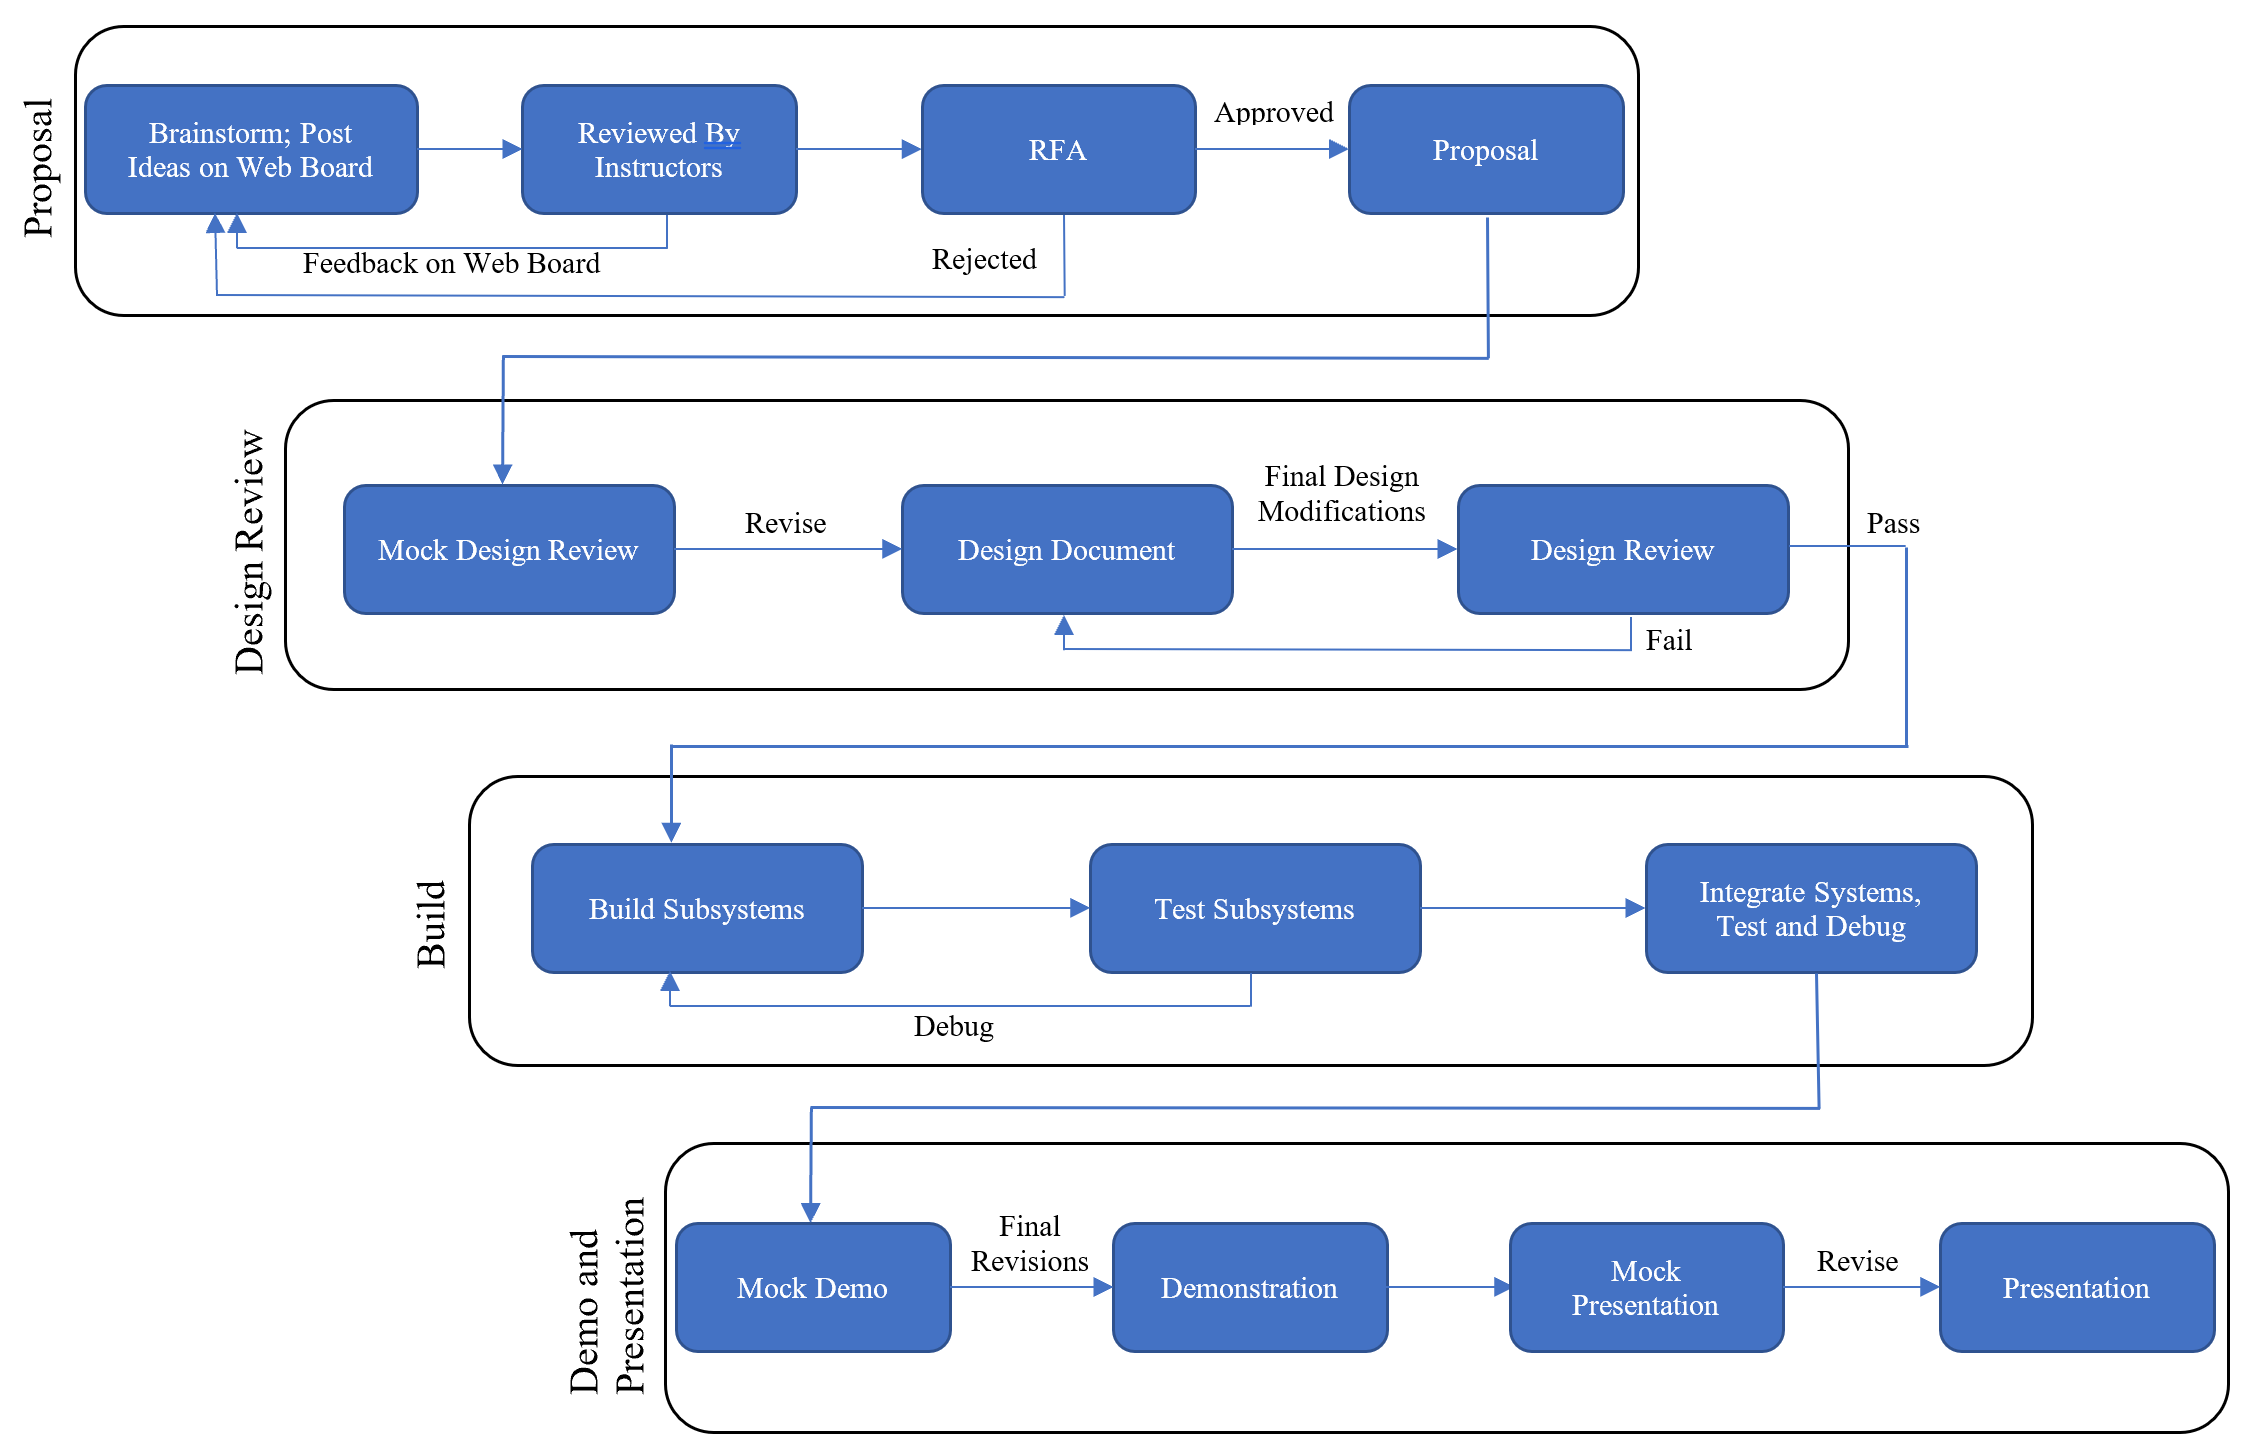 Proposal
Brainstorm; Post
Ideas on Web Board
Reviewed By
Instructors
RFA
Approved
Proposal
Feedback on Web Board
Rejected
Design Review
Mock Design Review
Revise
Design Document
Final Design
Modifications
Design Review
Pass
Fail
Build
Build Subsystems
Test Subsystems
Integrate Systems,
Test and Debug
Debug
Demo and
Presentation
Mock Demo
Final
Revisions
Demonstration
Mock
Presentation
Revise
Presentation